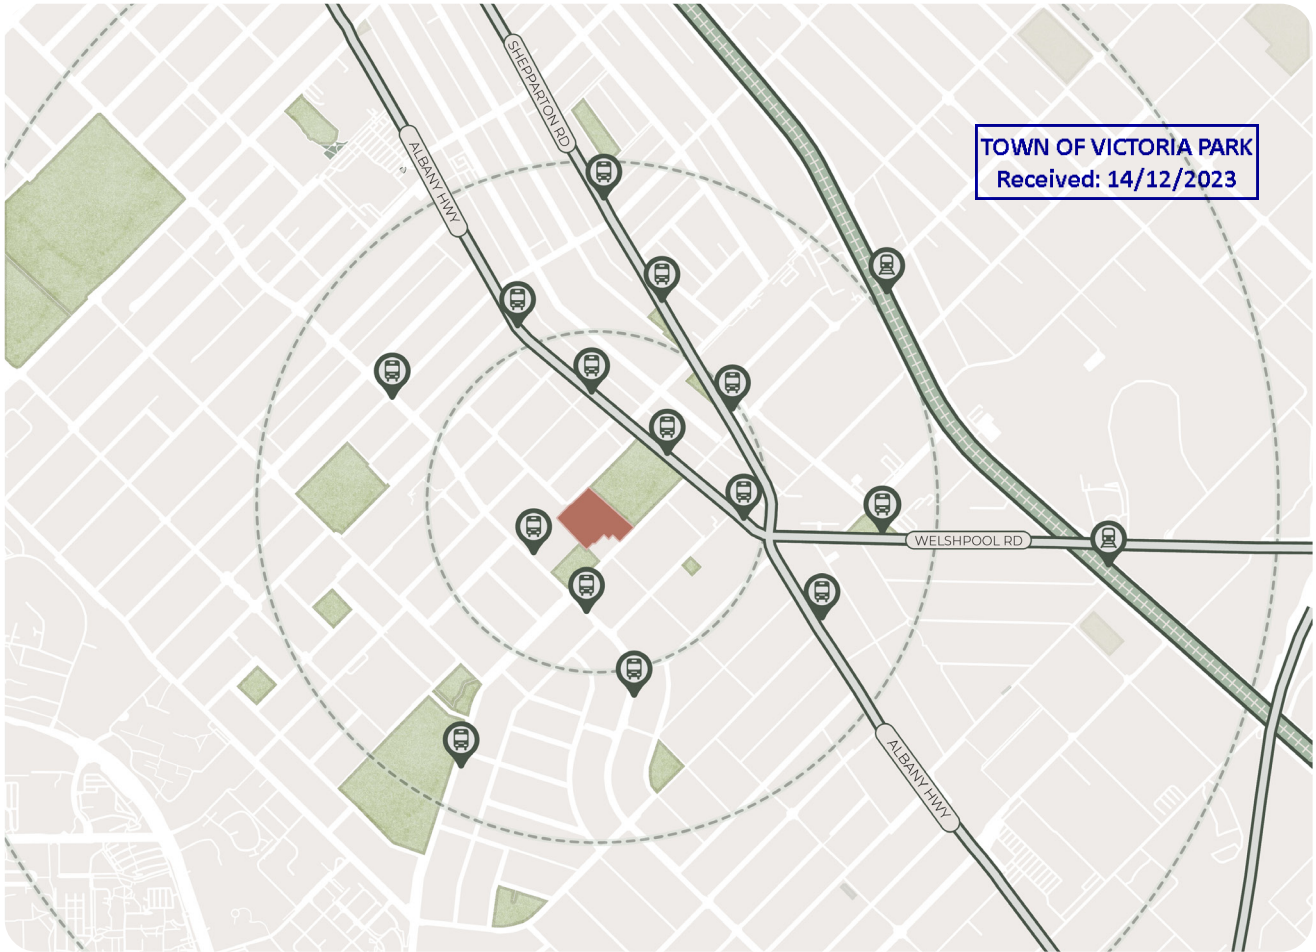 SHEPPARTON RD
ALBANY HWY
TOWN OF VICTORIA PARK
Received: 14/12/2023
WELSHPOOL RD
ALBANY HWY